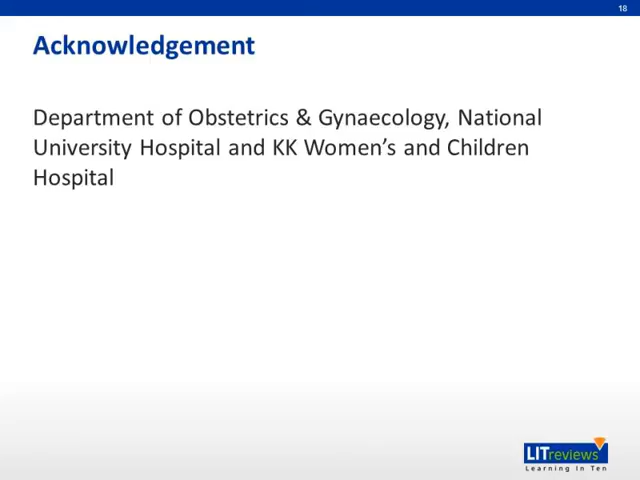 18
Acknowledgement
Department of Obstetrics & Gynaecology, National
University Hospital and KK Women’s and Children
Hospital
LITreviews
Learning In Ten